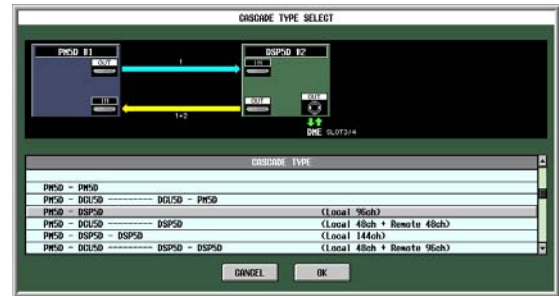 CASCADE TYPE SELECT
PM5D #1
DSP5D #2
OUT
1
IN
IN
1+2
OUT
OUT
DME SLOT3/4
CASCADE TYPE
PM5D - PM5D
PM5D - DCU5D --------- DCU5D - PM5D
PM5D - DSP5D (Local 96ch)
PM5D - DCU5D --------- DSP5D (Local 48ch + Remote 48ch)
PM5D - DSP5D - DSP5D (Local 144ch)
PM5D - DCU5D --------- DSP5D - DSP5D (Local 48ch + Remote 96ch)
CANCEL
OK